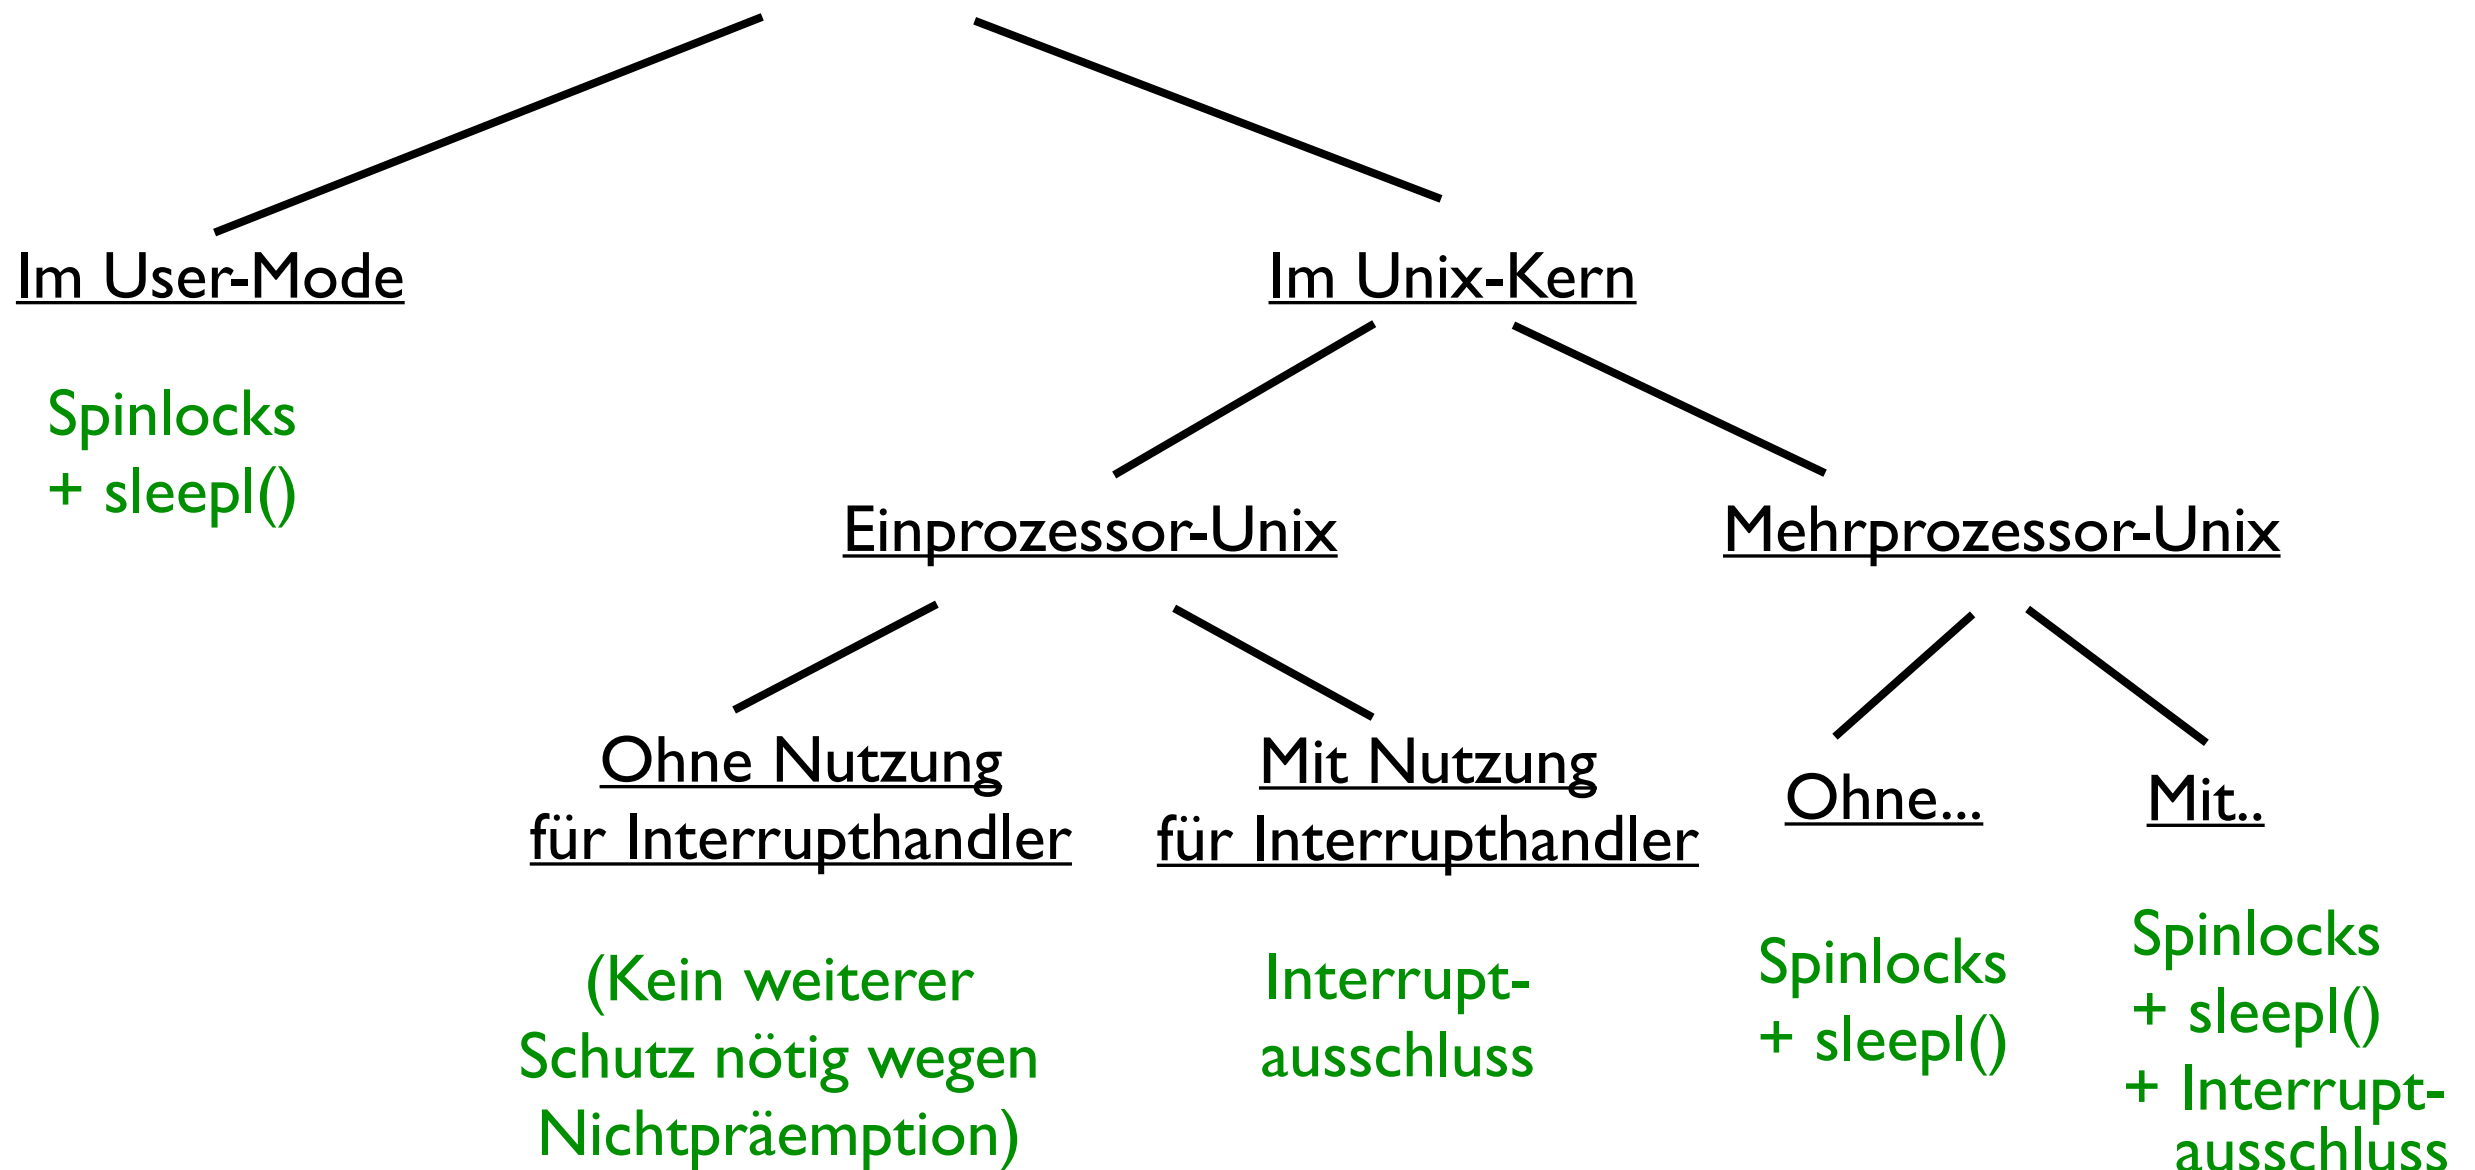 Im User-Mode
Im Unix-Kern
Spinlocks
+ sleepl()
Einprozessor-Unix
Mehrprozessor-Unix
Ohne Nutzung
für Interrupthandler
Mit Nutzung
für Interrupthandler
Ohne...
Mit..
(Kein weiterer
Schutz nötig wegen
Nichtpräemption)
Interrupt-
ausschluss
Spinlocks
+ sleepl()
Spinlocks
+ sleepl()
+ Interrupt-
ausschluss